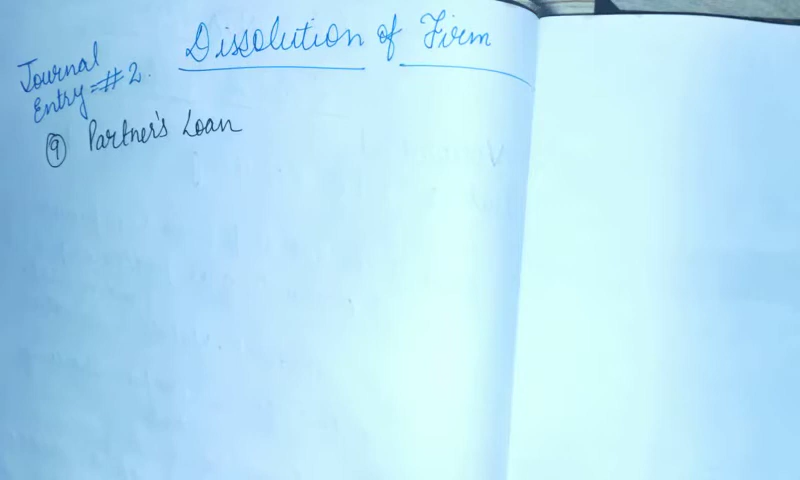 Dissolution of Firm
Journal
Entry = # 2.
9 Partner's Loan